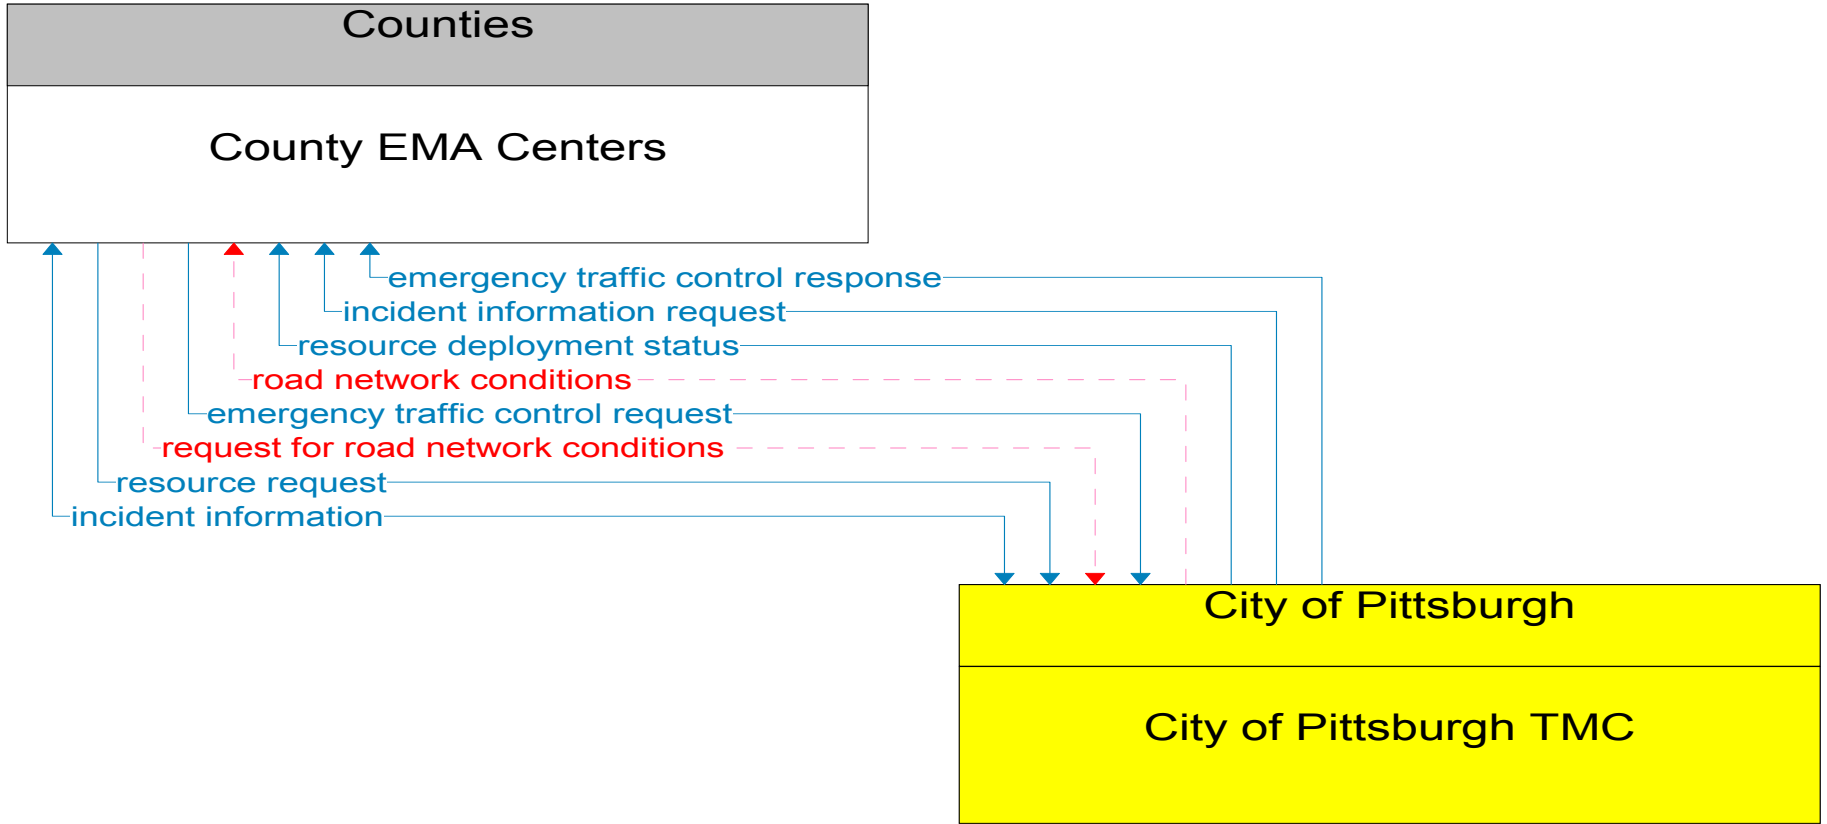 Counties
County EMA Centers
emergency traffic control response
incident information request
resource deployment status
road network conditions
emergency traffic control request
request for road network conditions
resource request
incident information
City of Pittsburgh
City of Pittsburgh TMC